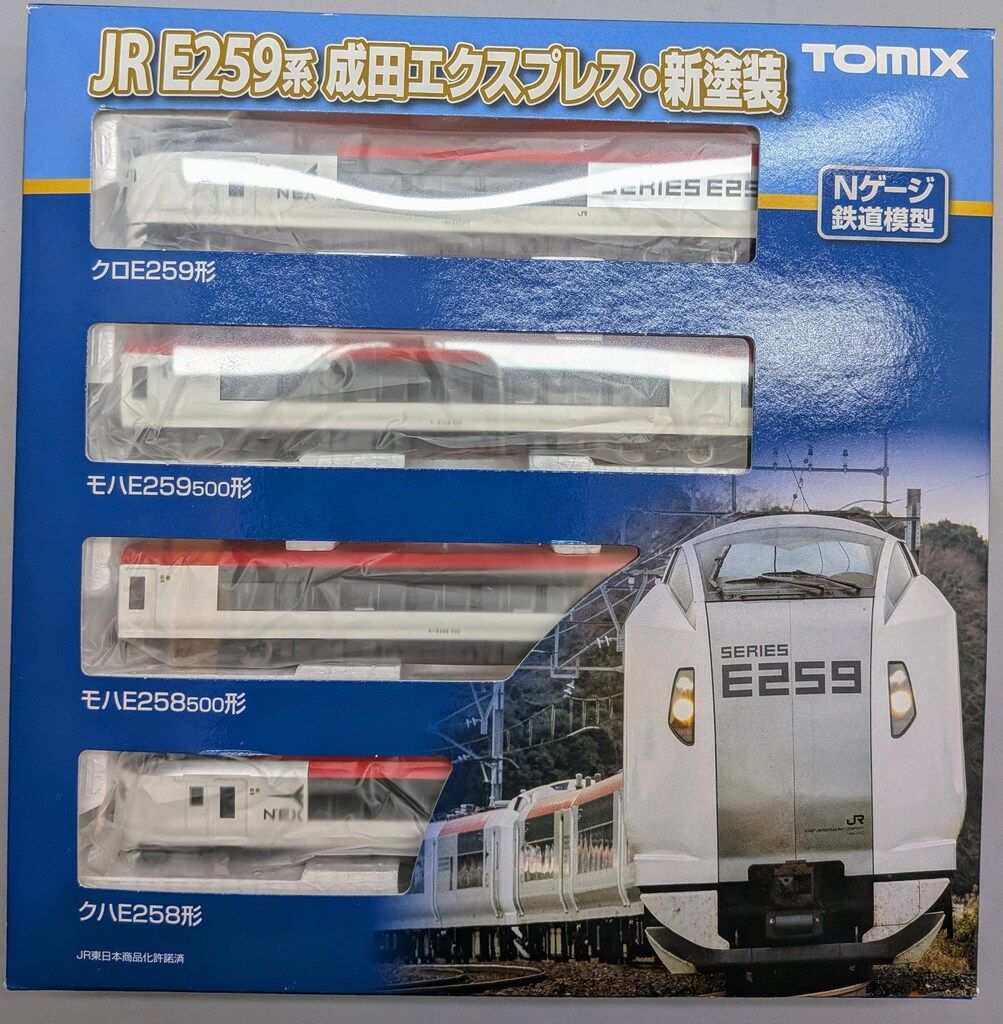 JR E259系 成田エクスプレス・新塗装
TOMIX
Nゲージ
鉄道模型
N'EX
SERIES E25
JR
クロE259形
モハE259500形
モハE258500形
N'EX
クハE258形
JR東日本商品化許諾済
SERIES
E259
JR